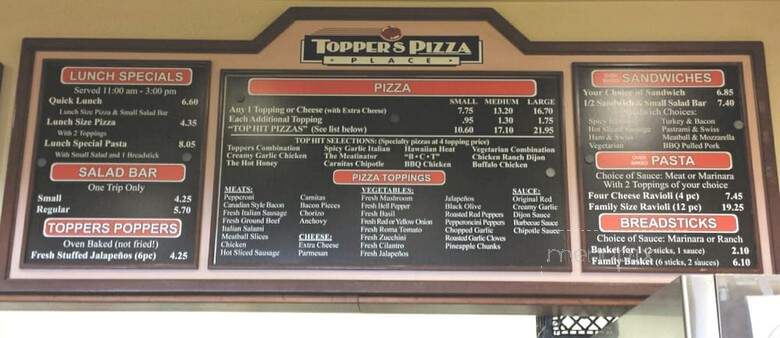 TOPPER'S PIZZA
PLACE
LUNCH SPECIALS
Served 11:00 am - 3:00 pm
Quick Lunch 6.60
Lunch Size Pizza & Small Salad Bar
Lunch Size Pizza 4.35
With 2 Toppings
Lunch Special Pasta 8.05
With Small Salad and 1 Breadstick
SALAD BAR
One Trip Only
Small 4.25
Regular 5.70
TOPPERS POPPERS
Oven Baked (not fried!)
Fresh Stuffed Jalapeños (6pc) 4.25
PIZZA
SMALL MEDIUM LARGE
Any 1 Topping or Cheese (with Extra Cheese) 7.75 13.20 16.70
Each Additional Topping .95 1.30 1.75
"TOP HIT PIZZAS" (See list below) 10.60 17.10 21.95
TOP HIT SELECTIONS: (Specialty pizzas at 4 topping price)
Toppers Combination Spicy Garlic Italian Hawaiian Heat Vegetarian Combination
Creamy Garlic Chicken The Meatinator "B•C•T" Chicken Ranch Dijon
The Hot Honey Carnitas Chipotle BBQ Chicken Buffalo Chicken
PIZZA TOPPINGS
MEATS:
Pepperoni
Canadian Style Bacon
Fresh Italian Sausage
Fresh Ground Beef
Italian Salami
Meatball Slices
Chicken
Hot Sliced Sausage
Carnitas
Bacon Pieces
Chorizo
Anchovy
CHEESE:
Extra Cheese
Parmesan
VEGETABLES:
Fresh Mushroom
Fresh Bell Pepper
Fresh Basil
Fresh Red or Yellow Onion
Fresh Roma Tomato
Fresh Zucchini
Fresh Cilantro
Fresh Jalapeños
Jalapeños
Black Olive
Roasted Red Peppers
Pepperoncini Peppers
Chopped Garlic
Roasted Garlic Cloves
Pineapple Chunks
SAUCE:
Original Red
Creamy Garlic
Dijon Sauce
Barbecue Sauce
Chipotle Sauce
OVEN BAKED SANDWICHES
Your Choice of Sandwich 6.85
1/2 Sandwich & Small Salad Bar 7.40
Sandwich Choices:
Spicy Turkey & Bacon
Hot Sliced Sausage Pastrami & Swiss
Ham & Swiss Meatball & Mozzarella
Vegetarian BBQ Pulled Pork
OVEN BAKED PASTA
Choice of Sauce: Meat or Marinara
With 2 Toppings of your choice
Four Cheese Ravioli (4 pc) 7.45
Family Size Ravioli (12 pc) 19.25
BREADSTICKS
Choice of Sauce: Marinara or Ranch
Basket for 1 (2 sticks, 1 sauce) 2.10
Family Basket (6 sticks, 2 sauces) 6.10